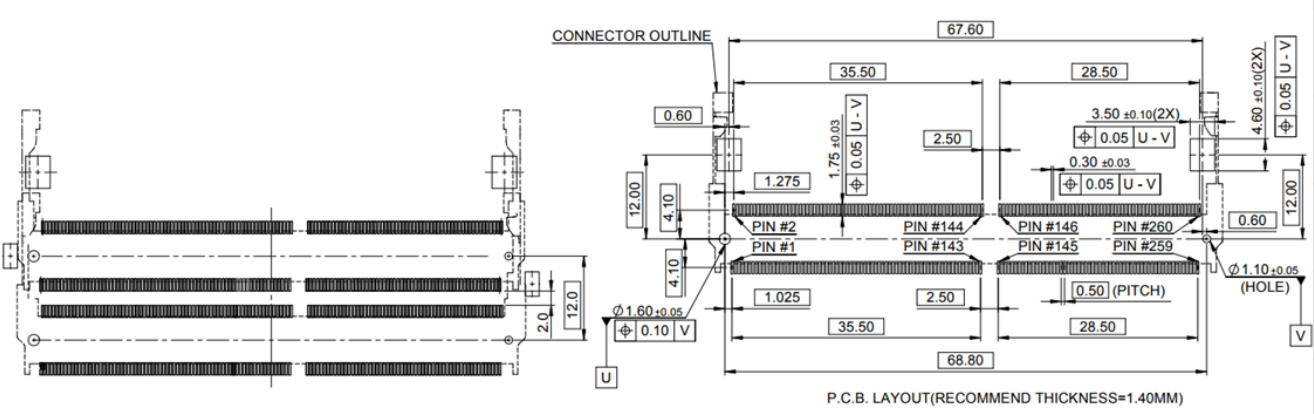 67.60
CONNECTOR OUTLINE
35.50
28.50
4.60 ±0.10(2X)
⌖ 0.05 U - V
0.60
1.75 ±0.03
⌖ 0.05 U - V
3.50 ±0.10(2X)
⌖ 0.05 U - V
2.50
0.30 ±0.03
⌖ 0.05 U - V
1.275
12.00
4.10
12.00
PIN #2
PIN #144
PIN #146
PIN #260
0.60
PIN #1
PIN #143
PIN #145
PIN #259
4.10
Ø1.10±0.05
(HOLE)
1.025
2.50
0.50 (PITCH)
2.0
12.0
Ø1.60±0.05
⌖ 0.10 V
35.50
28.50
V
68.80
U
P.C.B. LAYOUT(RECOMMEND THICKNESS=1.40MM)